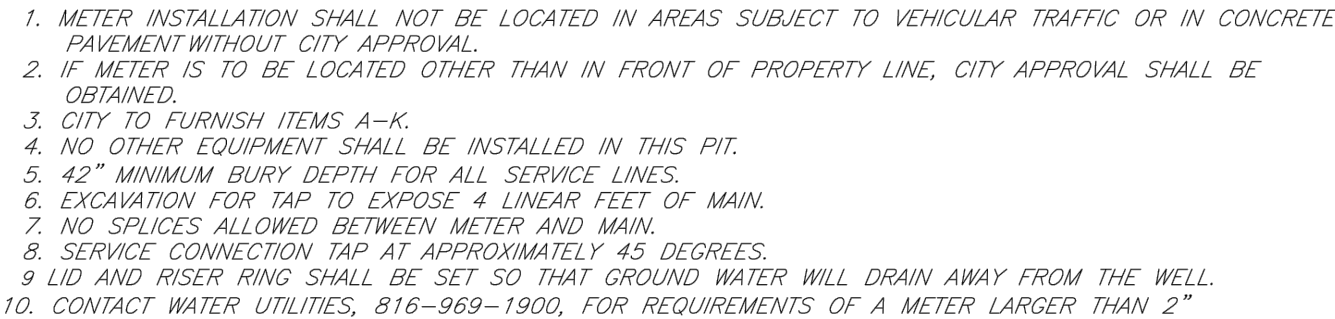 1. METER INSTALLATION SHALL NOT BE LOCATED IN AREAS SUBJECT TO VEHICULAR TRAFFIC OR IN CONCRETE
PAVEMENT WITHOUT CITY APPROVAL.
2. IF METER IS TO BE LOCATED OTHER THAN IN FRONT OF PROPERTY LINE, CITY APPROVAL SHALL BE
OBTAINED.
3. CITY TO FURNISH ITEMS A-K.
4. NO OTHER EQUIPMENT SHALL BE INSTALLED IN THIS PIT.
5. 42" MINIMUM BURY DEPTH FOR ALL SERVICE LINES.
6. EXCAVATION FOR TAP TO EXPOSE 4 LINEAR FEET OF MAIN.
7. NO SPLICES ALLOWED BETWEEN METER AND MAIN.
8. SERVICE CONNECTION TAP AT APPROXIMATELY 45 DEGREES.
9 LID AND RISER RING SHALL BE SET SO THAT GROUND WATER WILL DRAIN AWAY FROM THE WELL.
10. CONTACT WATER UTILITIES, 816-969-1900, FOR REQUIREMENTS OF A METER LARGER THAN 2"